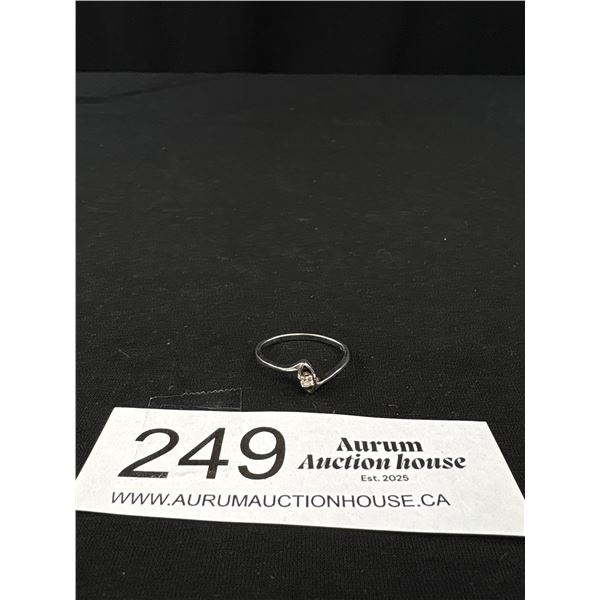 249
Aurum
Auction house
Est. 2025
WWW.AURUMAUCTIONHOUSE.CA